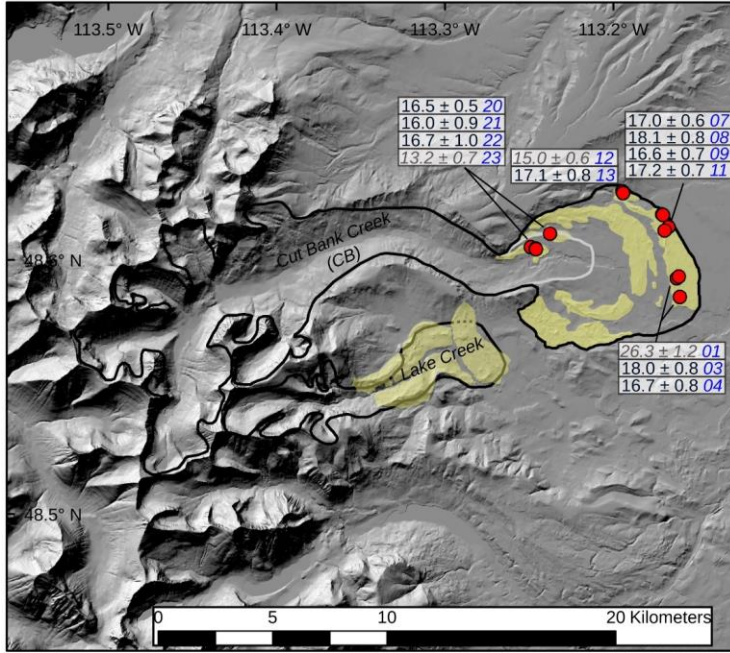 113.5° W
113.4° W
113.3° W
113.2° W
16.5 ± 0.5 20
16.0 ± 0.9 21
16.7 ± 1.0 22
13.2 ± 0.7 23
15.0 ± 0.6 12
17.1 ± 0.8 13
17.0 ± 0.6 07
18.1 ± 0.8 08
16.6 ± 0.7 09
17.2 ± 0.7 11
Cut Bank Creek
(CB)
48.6° N
26.3 ± 1.2 01
18.0 ± 0.8 03
16.7 ± 0.8 04
Lake Creek
48.5° N
0 5 10 20 Kilometers